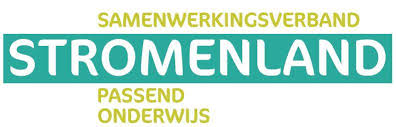 SAMENWERKINGSVERBAND
STROMENLAND
PASSEND
ONDERWIJS